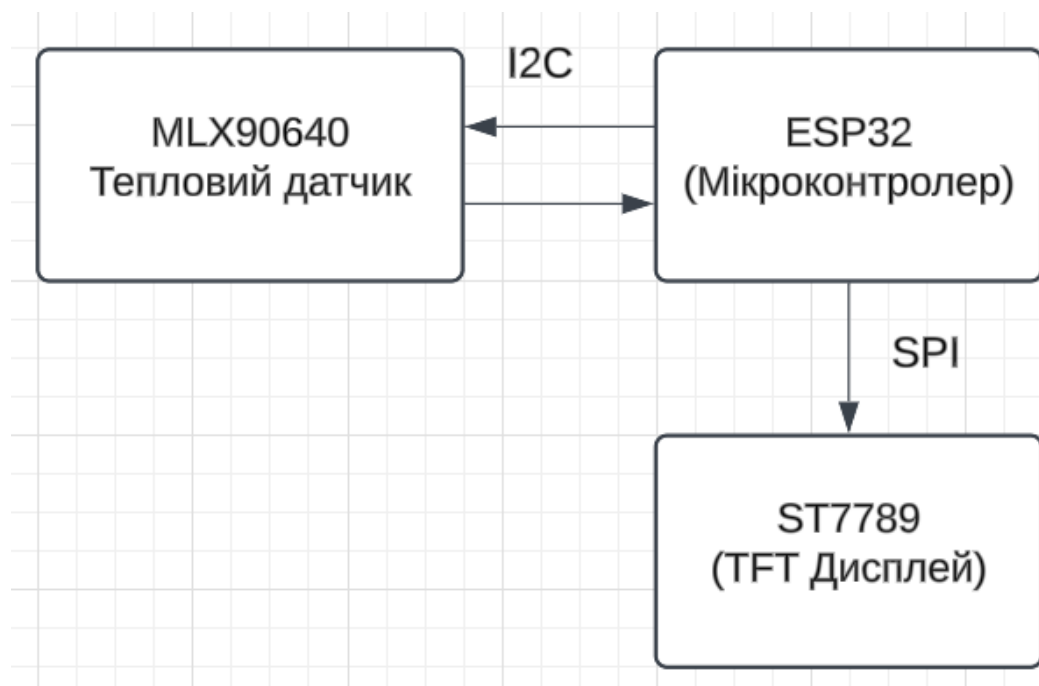 I2C
MLX90640
Тепловий датчик
ESP32
(Мікроконтролер)
SPI
ST7789
(TFT Дисплей)